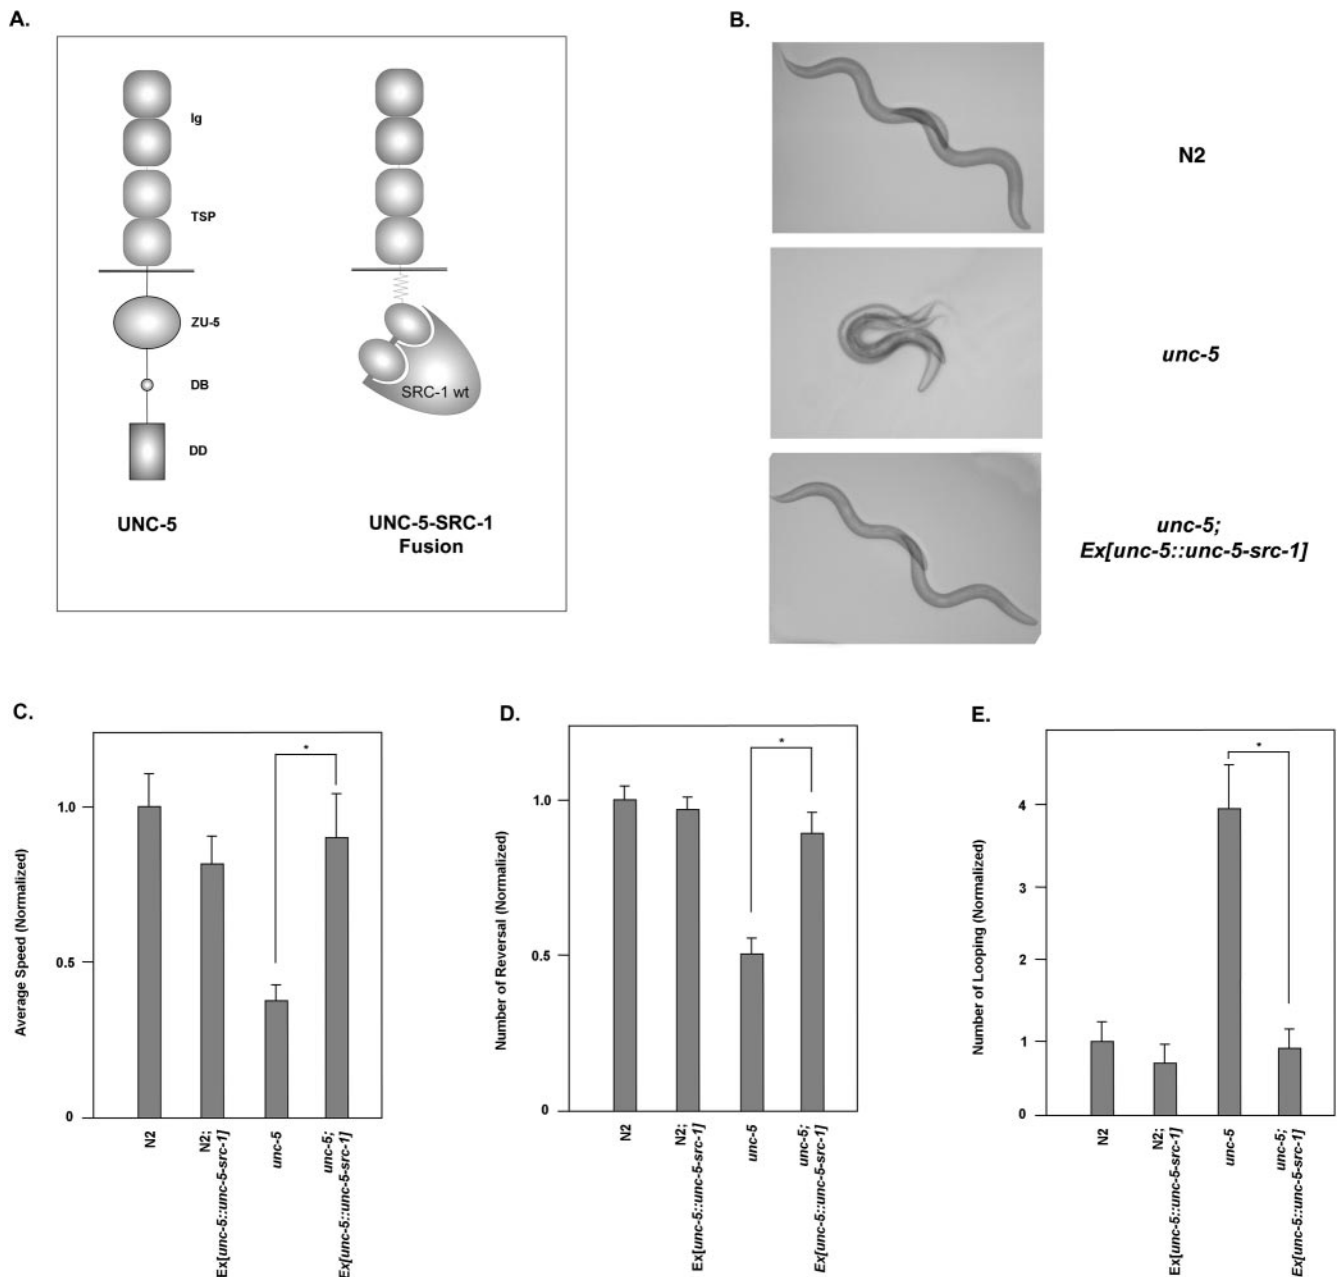 A.
Ig
TSP
ZU-5
DB
DD
UNC-5
SRC-1 wt
UNC-5-SRC-1
Fusion
B.
N2
unc-5
unc-5;
Ex[unc-5::unc-5-src-1]
C.
Average Speed (Normalized)
1.0
0.5
0
*
N2
N2;
Ex[unc-5::unc-5-src-1]
unc-5
unc-5;
Ex[unc-5::unc-5-src-1]
D.
Number of Reversal (Normalized)
1.0
0.5
0
*
N2
N2;
Ex[unc-5::unc-5-src-1]
unc-5
unc-5;
Ex[unc-5::unc-5-src-1]
E.
Number of Looping (Normalized)
4
3
2
1
0
*
N2
N2;
Ex[unc-5::unc-5-src-1]
unc-5
unc-5;
Ex[unc-5::unc-5-src-1]